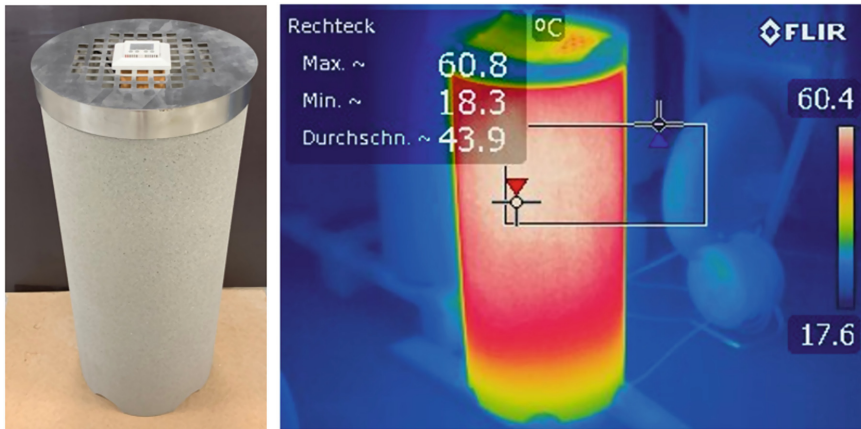 Rechteck
°C
FLIR
Max. ~ 60.8
Min. ~ 18.3
Durchschn. ~ 43.9
60.4
17.6